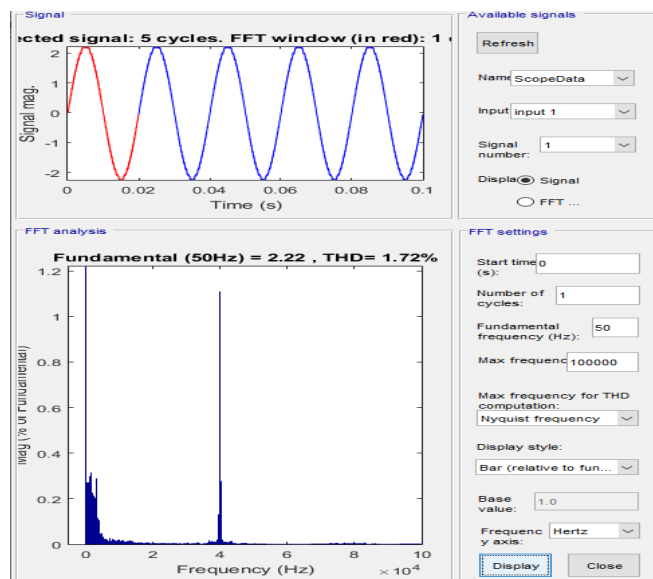 Signal
ected signal: 5 cycles. FFT window (in red): 1
2
1
0
-1
-2
Signal mag.
0 0.02 0.04 0.06 0.08 0.1
Time (s)
Available signals
Refresh
Name ScopeData
Input input 1
Signal number: 1
Displa Signal
FFT ...
FFT analysis
Fundamental (50Hz) = 2.22 , THD= 1.72%
1.2
1
0.8
0.6
0.4
0.2
0
Mag (% of Fundamental)
0 2 4 6 8 10
Frequency (Hz)
× 10⁴
FFT settings
Start time (s): 0
Number of cycles: 1
Fundamental frequency (Hz): 50
Max frequenc 100000
Max frequency for THD computation:
Nyquist frequency
Display style:
Bar (relative to fun...
Base value: 1.0
Frequenc y axis: Hertz
Display Close